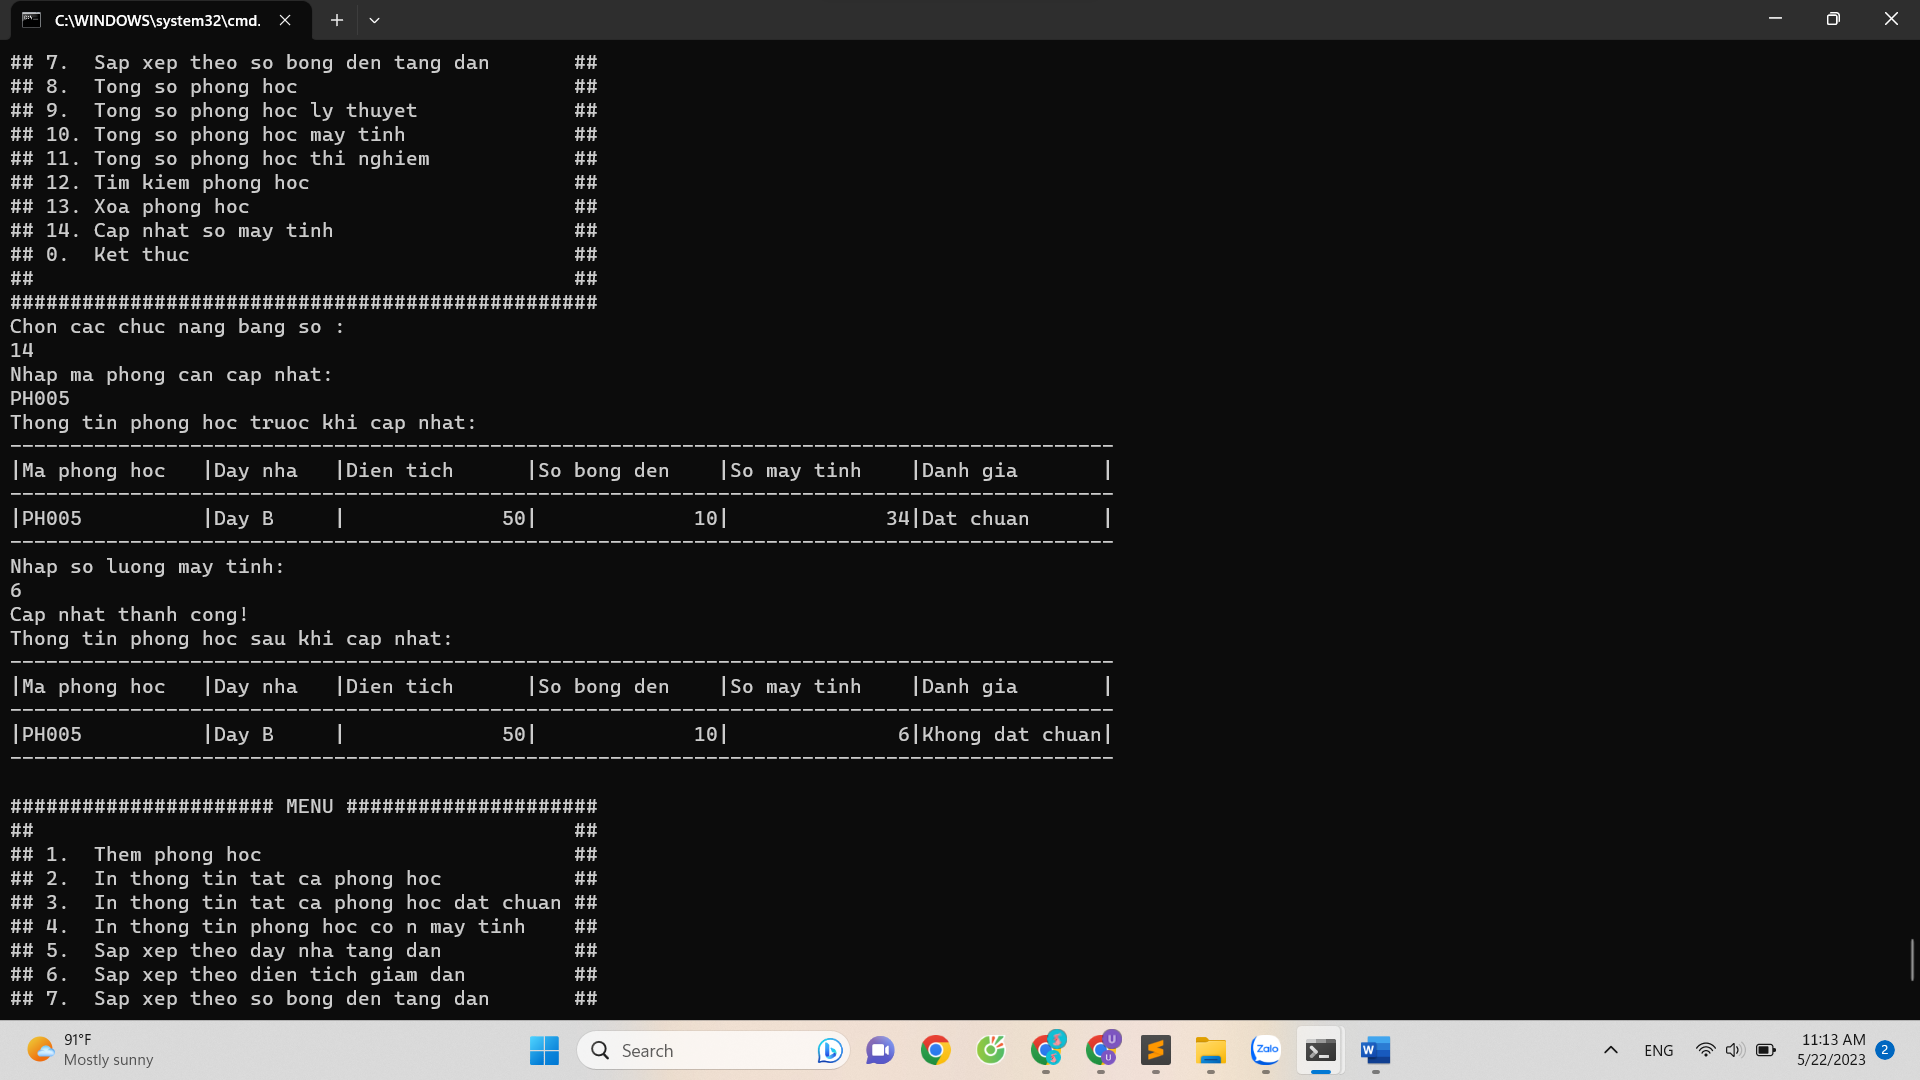 C:\WINDOWS\system32\cmd.
## 7.  Sap xep theo so bong den tang dan       ##
## 8.  Tong so phong hoc                       ##
## 9.  Tong so phong hoc ly thuyet             ##
## 10. Tong so phong hoc may tinh              ##
## 11. Tong so phong hoc thi nghiem            ##
## 12. Tim kiem phong hoc                      ##
## 13. Xoa phong hoc                           ##
## 14. Cap nhat so may tinh                    ##
## 0.  Ket thuc                                ##
##                                             ##
#################################################
Chon cac chuc nang bang so :
14
Nhap ma phong can cap nhat:
PH005
Thong tin phong hoc truoc khi cap nhat:
--------------------------------------------------------------------------------------------
|Ma phong hoc   |Day nha   |Dien tich      |So bong den    |So may tinh    |Danh gia       |
--------------------------------------------------------------------------------------------
|PH005          |Day B     |             50|             10|             34|Dat chuan      |
--------------------------------------------------------------------------------------------
Nhap so luong may tinh:
6
Cap nhat thanh cong!
Thong tin phong hoc sau khi cap nhat:
--------------------------------------------------------------------------------------------
|Ma phong hoc   |Day nha   |Dien tich      |So bong den    |So may tinh    |Danh gia       |
--------------------------------------------------------------------------------------------
|PH005          |Day B     |             50|             10|              6|Khong dat chuan|
--------------------------------------------------------------------------------------------
###################### MENU #####################
##                                             ##
## 1.  Them phong hoc                          ##
## 2.  In thong tin tat ca phong hoc           ##
## 3.  In thong tin tat ca phong hoc dat chuan ##
## 4.  In thong tin phong hoc co n may tinh    ##
## 5.  Sap xep theo day nha tang dan           ##
## 6.  Sap xep theo dien tich giam dan         ##
## 7.  Sap xep theo so bong den tang dan       ##
91°F
Mostly sunny
Search
U
U
Zalo
W
ENG
11:13 AM
5/22/2023
2